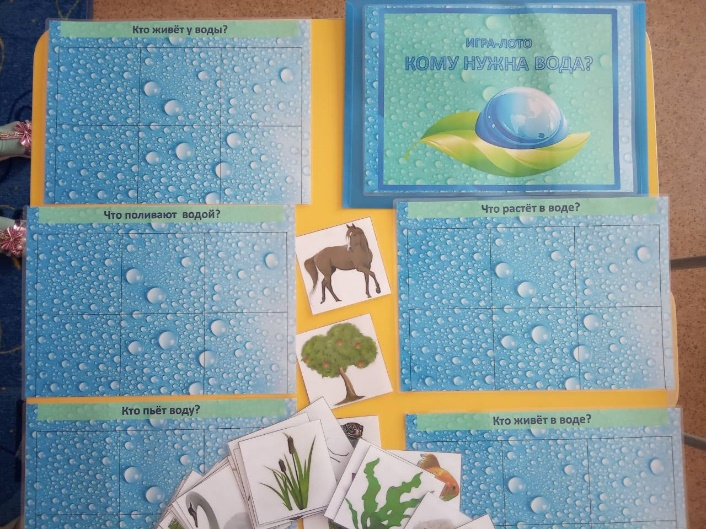 Кто живёт у воды?
ИГРА-ЛОТО
КОМУ НУЖНА ВОДА?
Что поливают водой?
Что растёт в воде?
Кто пьёт воду?
Кто живёт в воде?